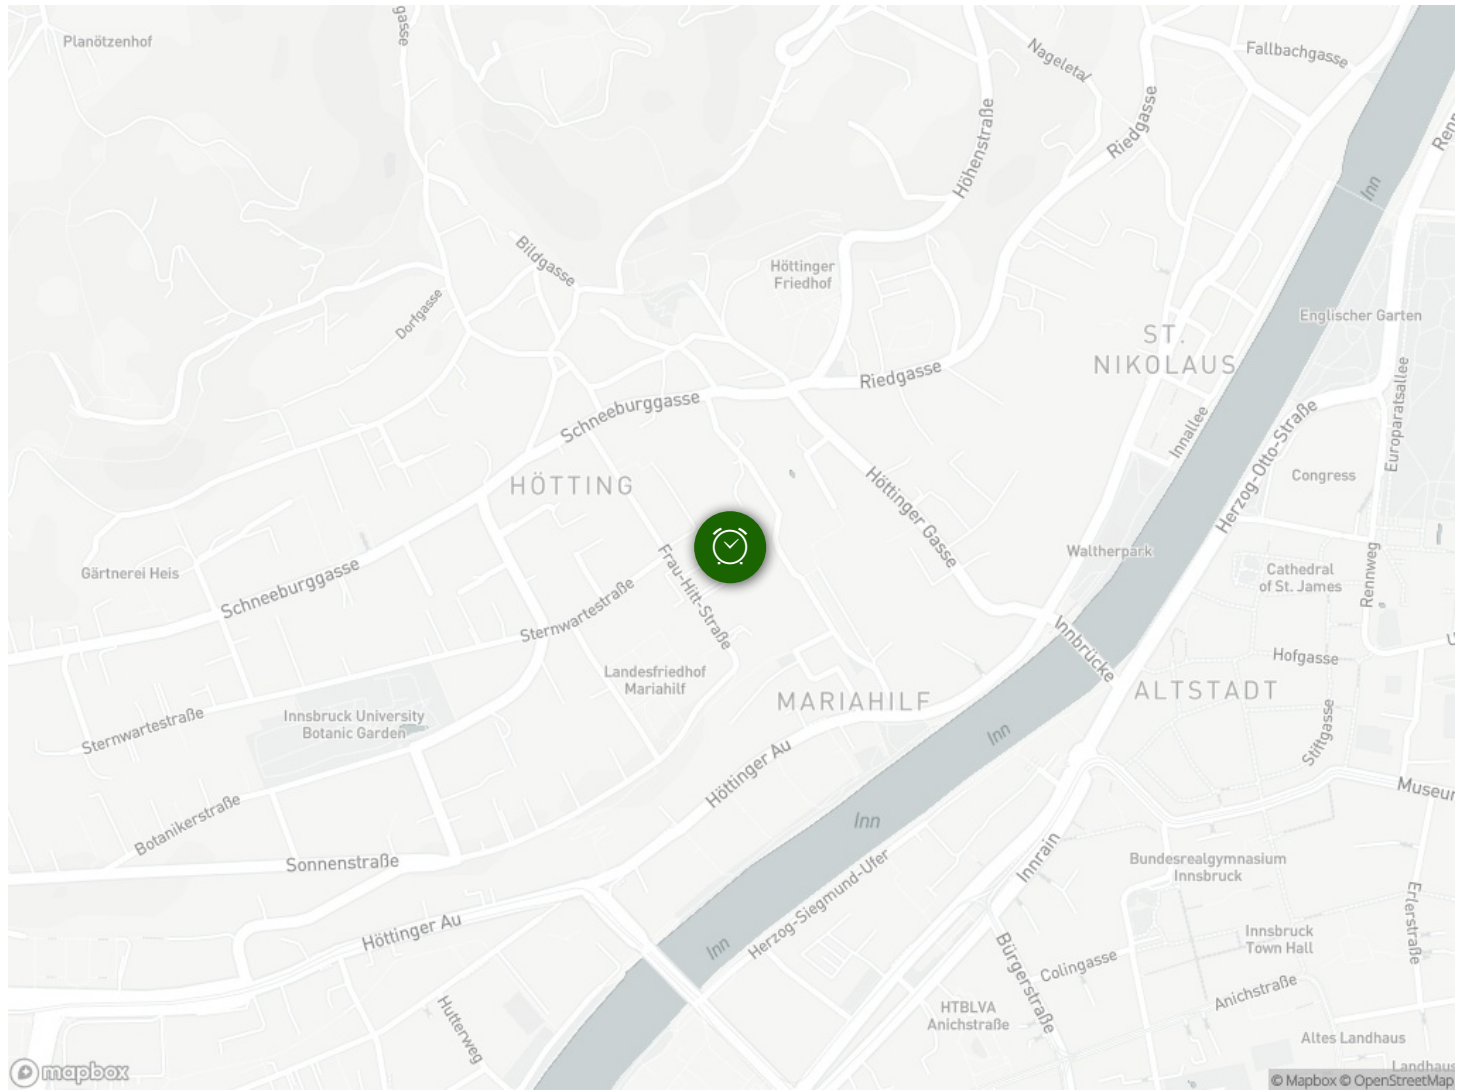 gasse
Planötzenhof
Nageletal
Fallbachgasse
Riedgasse
Höhenstraße
Inn
Bildgasse
Höttinger
Friedhof
Dorfgasse
Englischer Garten
ST.
NIKOLAUS
Riedgasse
Schneeburggasse
Innallee
Herzog-Otto-Straße
Europaratsallee
Congress
HÖTTING
Höttinger Gasse
Waltherpark
Gärtnerei Heis
Schneeburggasse
Sternwartestraße
Frau-Hitt-Straße
Cathedral
of St. James
Rennweg
Innbrücke
Hofgasse
Landesfriedhof
Mariahilf
MARIAHILF
ALTSTADT
Innsbruck University
Botanic Garden
Sternwartestraße
Inn
Stiftgasse
Höttinger Au
Museum
Inn
Botanikerstraße
Sonnenstraße
Innrain
Bundesrealgymnasium
Innsbruck
Herzog-Siegmund-Ufer
Erlerstraße
Höttinger Au
Inn
Innsbruck
Town Hall
Bürgerstraße
Colingasse
Anichstraße
Hutterweg
HTBLVA
Anichstraße
Altes Landhaus
Landhaus
mapbox
© Mapbox © OpenStreetMap